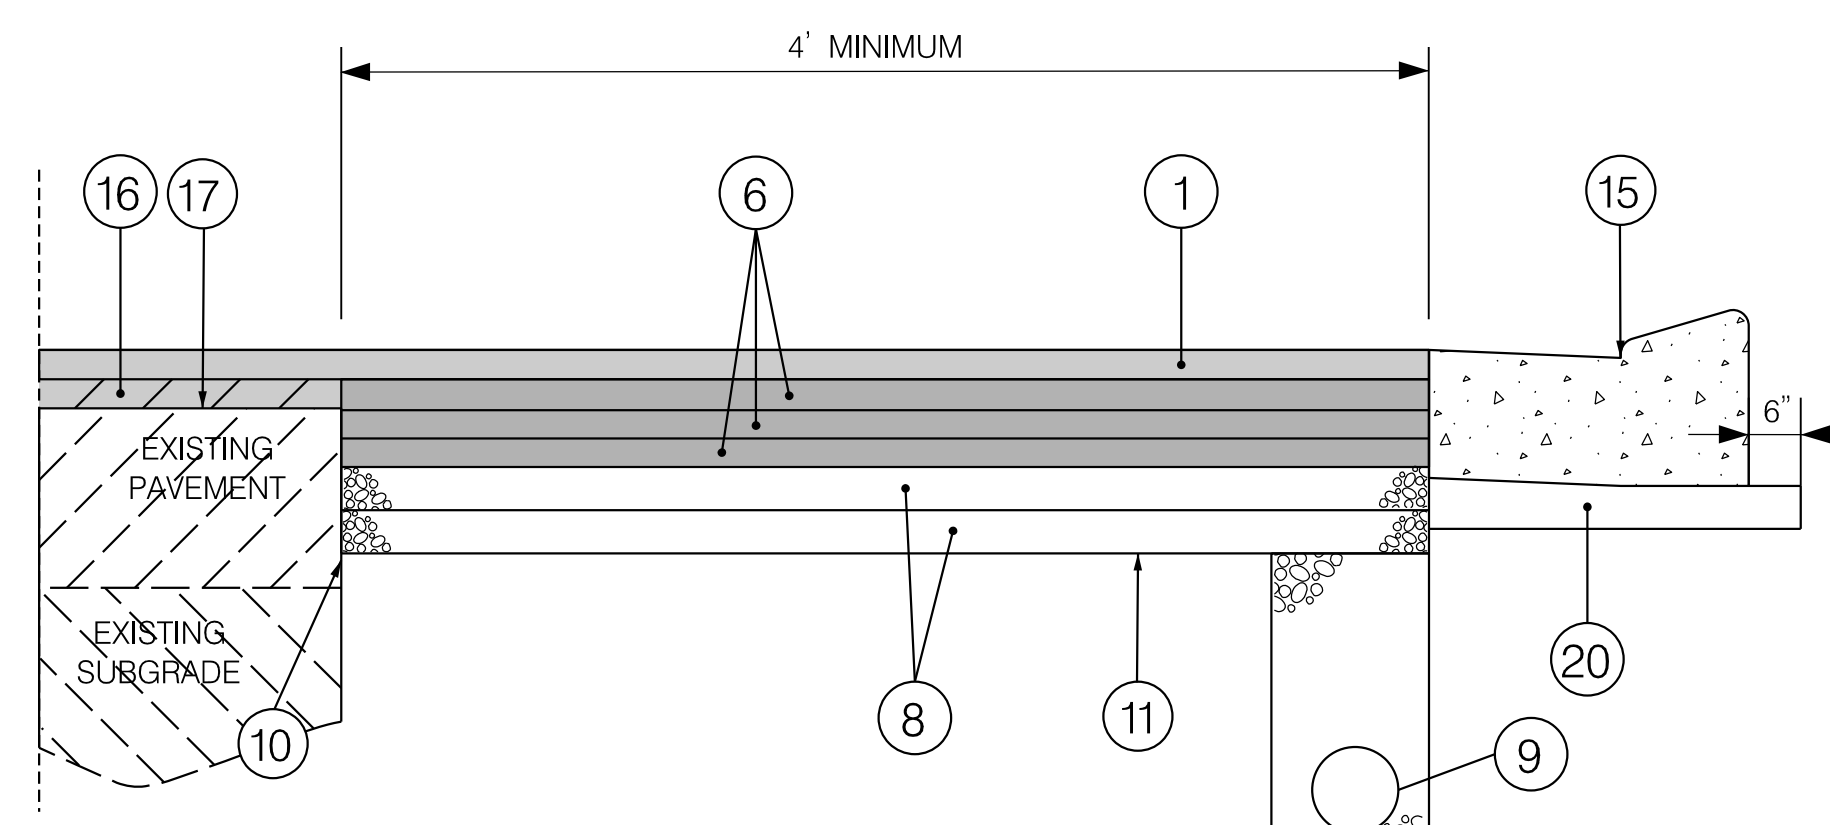 4' MINIMUM
16 17 6 1 15
6"
EXISTING
PAVEMENT
EXISTING
SUBGRADE
20
10 8 11 9